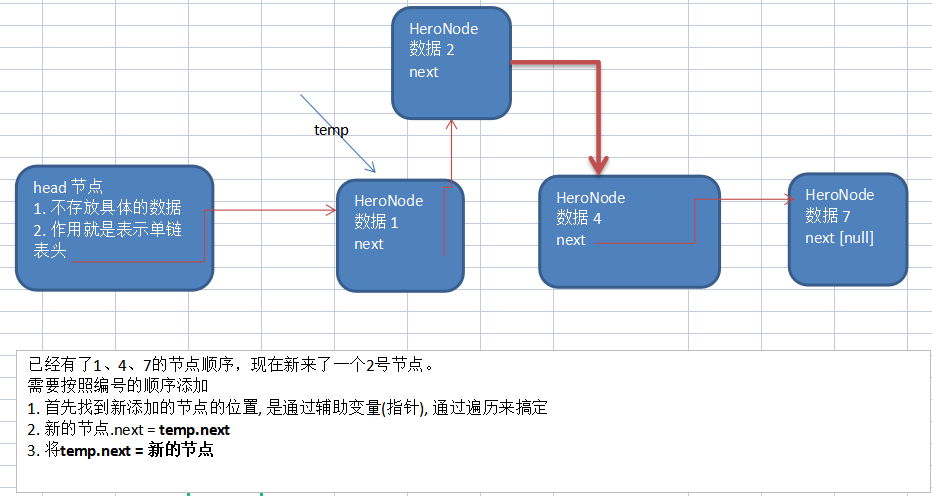 HeroNode
数据 2
next
temp
head 节点
1. 不存放具体的数据
2. 作用就是表示单链
表头
HeroNode
数据 1
next
HeroNode
数据 4
next
HeroNode
数据 7
next [null]
已经有了1、4、7的节点顺序，现在新来了一个2号节点。
需要按照编号的顺序添加
1. 首先找到新添加的节点的位置, 是通过辅助变量(指针), 通过遍历来搞定
2. 新的节点.next = temp.next
3. 将temp.next = 新的节点